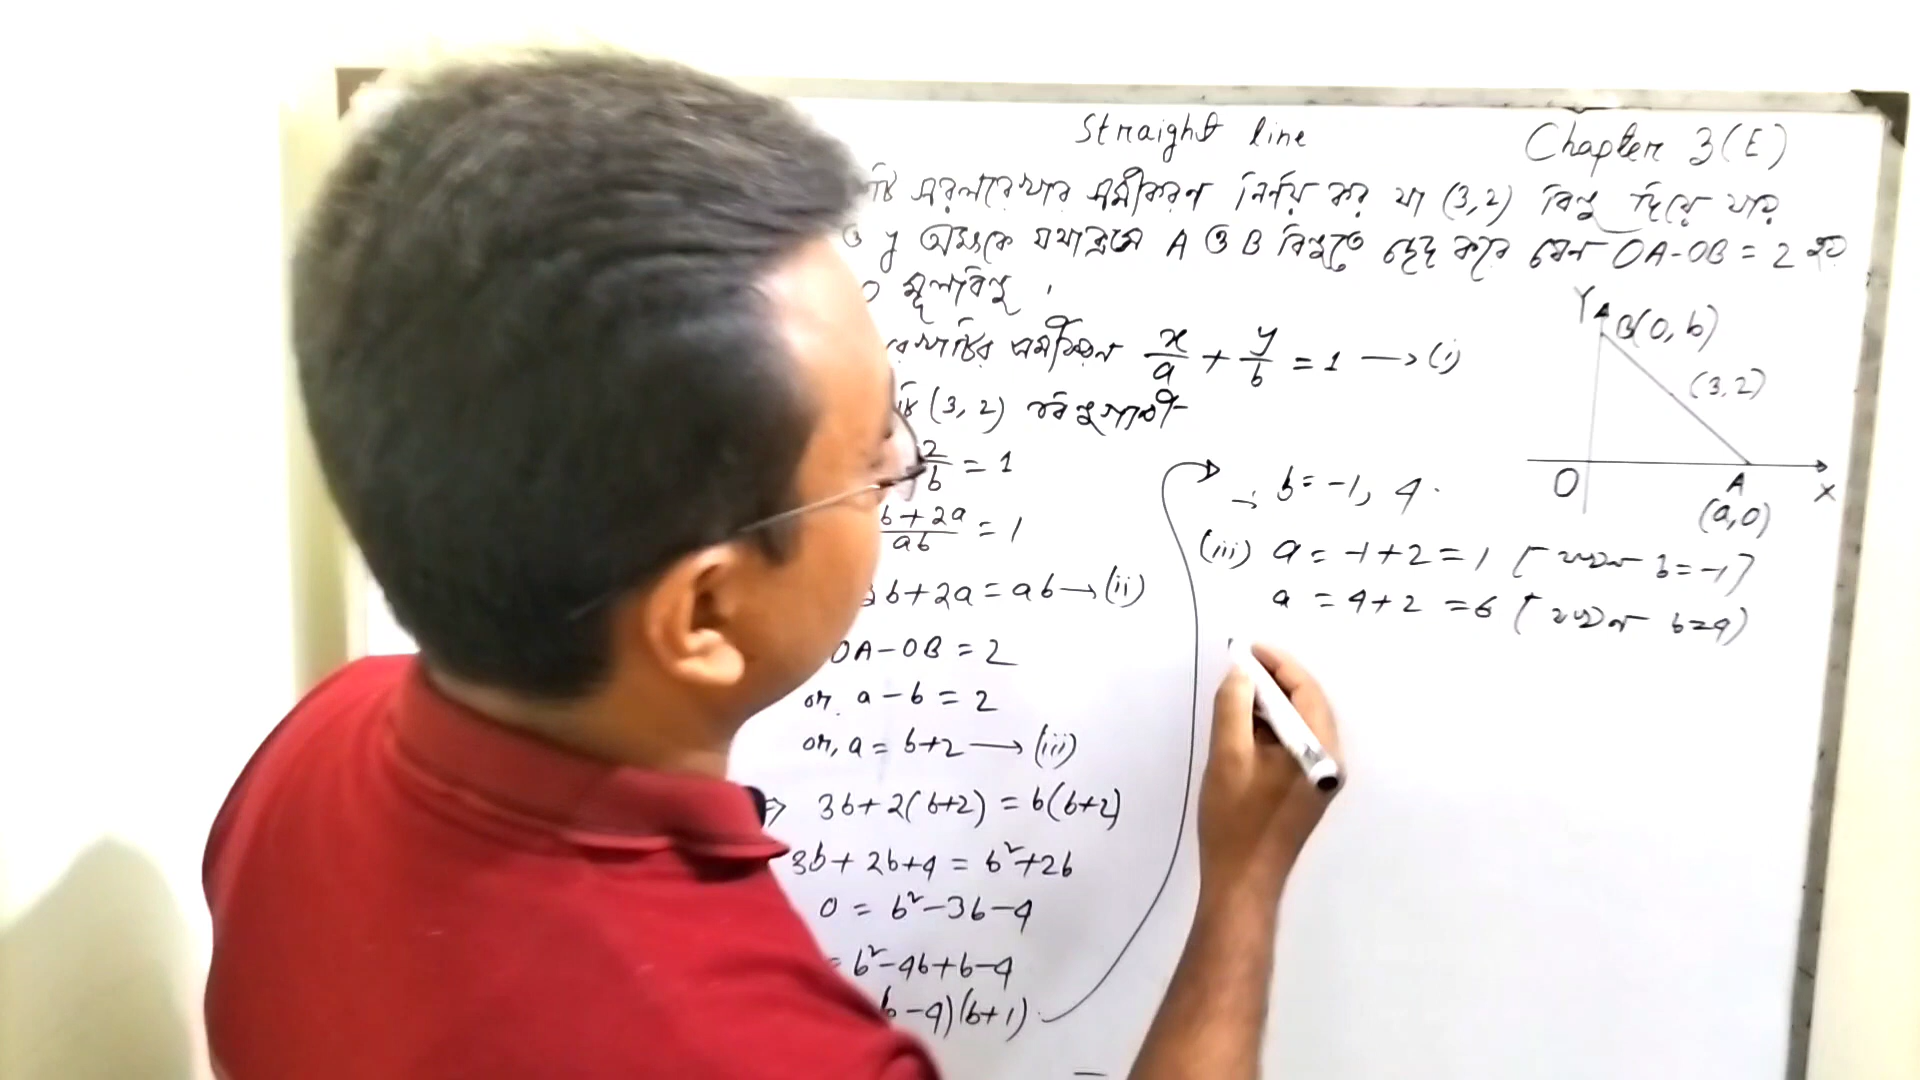 Straight line
Chapter 3(E)
সরলরেখার সমীকরণ নির্ণয় কর যা (3,2) বিন্দু দিয়ে যায়
ও y অক্ষকে যথাক্রমে A ও B বিন্দুতে ছেদ করে যেন OA-OB = 2 হয়
O মূলবিন্দু ।
রেখাটির সমীকরণ x/a + y/b = 1 → (i)
টি (3, 2) বিন্দুগামী-
2/b = 1
b+2a/ab = 1
3b+2a = ab → (ii)
OA-OB = 2
or. a-b = 2
or, a = b+2 → (iii)
⇒ 3b+2(b+2) = b(b+2)
3b+2b+4 = b²+2b
0 = b²-3b-4
= b²-4b+b-4
b-4)(b+1)
∴ b = -1, 4.
(iii) a = -1+2 = 1 [যখন b=-1]
a = 4+2 = 6 [যখন b=4)
Y
B(0, b)
(3,2)
O
A
X
(a,0)